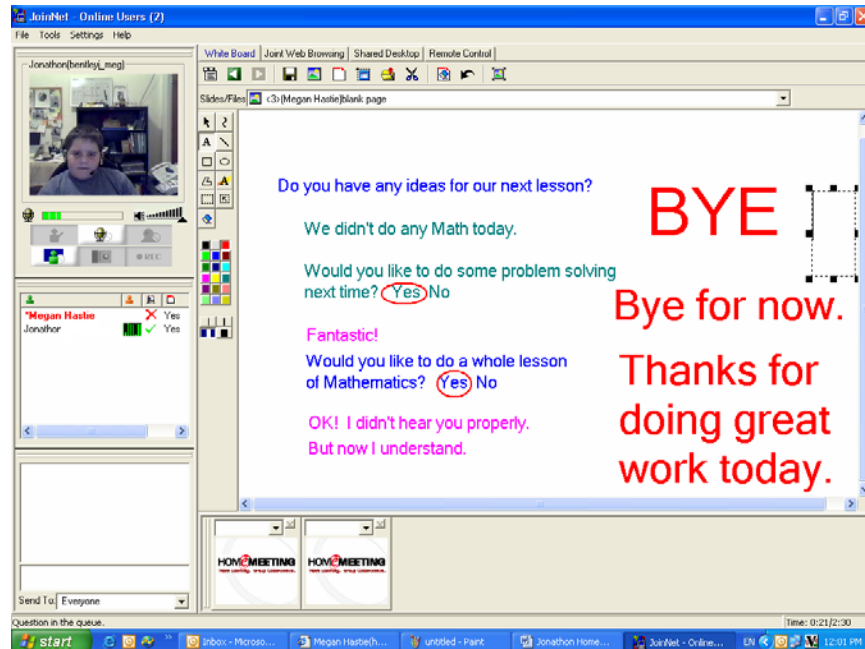 JoinNet - Online Users (2)
File Tools Settings Help
Jonathon(bentleyj_meg)
White Board Joint Web Browsing Shared Desktop Remote Control
Slides/Files <3>(Megan Hastie)blank page
Do you have any ideas for our next lesson?
We didn't do any Math today.
Would you like to do some problem solving
next time? Yes No
Fantastic!
Would you like to do a whole lesson
of Mathematics? Yes No
OK! I didn't hear you properly.
But now I understand.
BYE
Bye for now.
Thanks for
doing great
work today.
REC
*Megan Hastie Yes
Jonathor Yes
HOMEMEETING
HOMEMEETING
Send To: Everyone
Question in the queue.
Time: 0:21/2:30
start
Inbox - Microso...
Megan Hastie(h...
untitled - Paint
Jonathon Home...
JoinNet - Online...
EN
12:01 PM